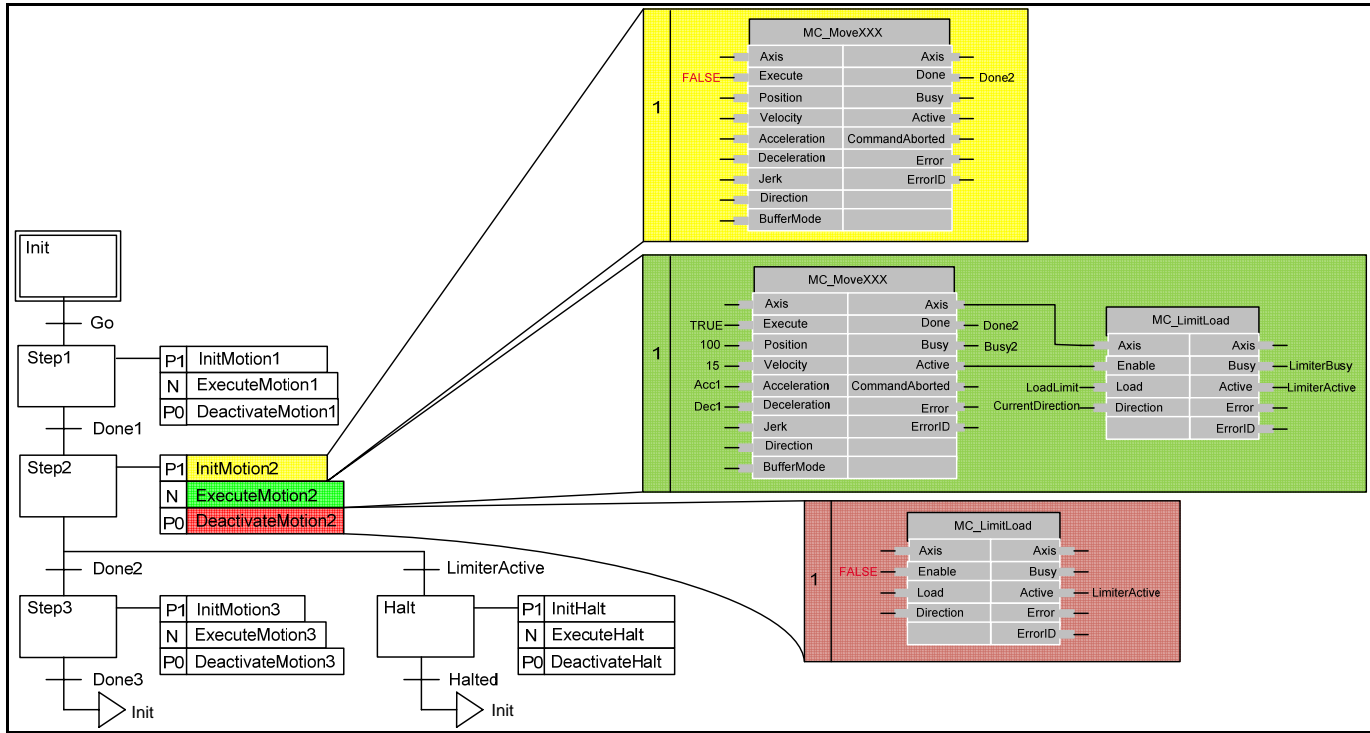 Init
Go
Step1
P1 InitMotion1
N ExecuteMotion1
P0 DeactivateMotion1
Done1
Step2
P1 InitMotion2
N ExecuteMotion2
P0 DeactivateMotion2
Done2
LimiterActive
Step3
P1 InitMotion3
N ExecuteMotion3
P0 DeactivateMotion3
Done3
Init
Halt
P1 InitHalt
N ExecuteHalt
P0 DeactivateHalt
Halted
Init
1
MC_MoveXXX
Axis Axis
FALSE Execute Done Done2
Position Busy
Velocity Active
Acceleration CommandAborted
Deceleration Error
Jerk ErrorID
Direction
BufferMode
1
MC_MoveXXX
Axis Axis
TRUE Execute Done Done2
100 Position Busy Busy2
15 Velocity Active
Acc1 Acceleration CommandAborted
Dec1 Deceleration Error
Jerk ErrorID
Direction
BufferMode
MC_LimitLoad
Axis Axis
Enable Busy LimiterBusy
LoadLimit Load Active LimiterActive
CurrentDirection Direction Error
ErrorID
1
MC_LimitLoad
Axis Axis
FALSE Enable Busy
Load Active LimiterActive
Direction Error
ErrorID